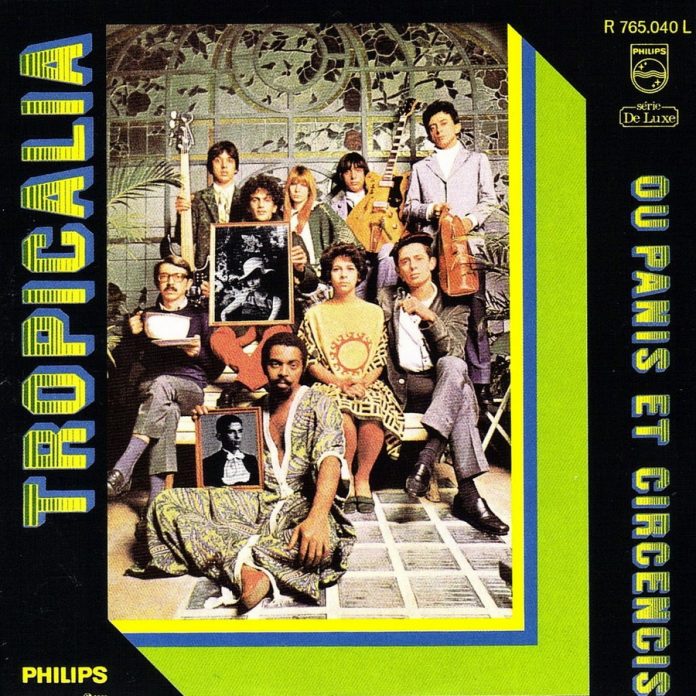 R 765.040 L
PHILIPS
série
De Luxe
TROPICALIA
OU PANIS ET CIRCENCIS
PHILIPS